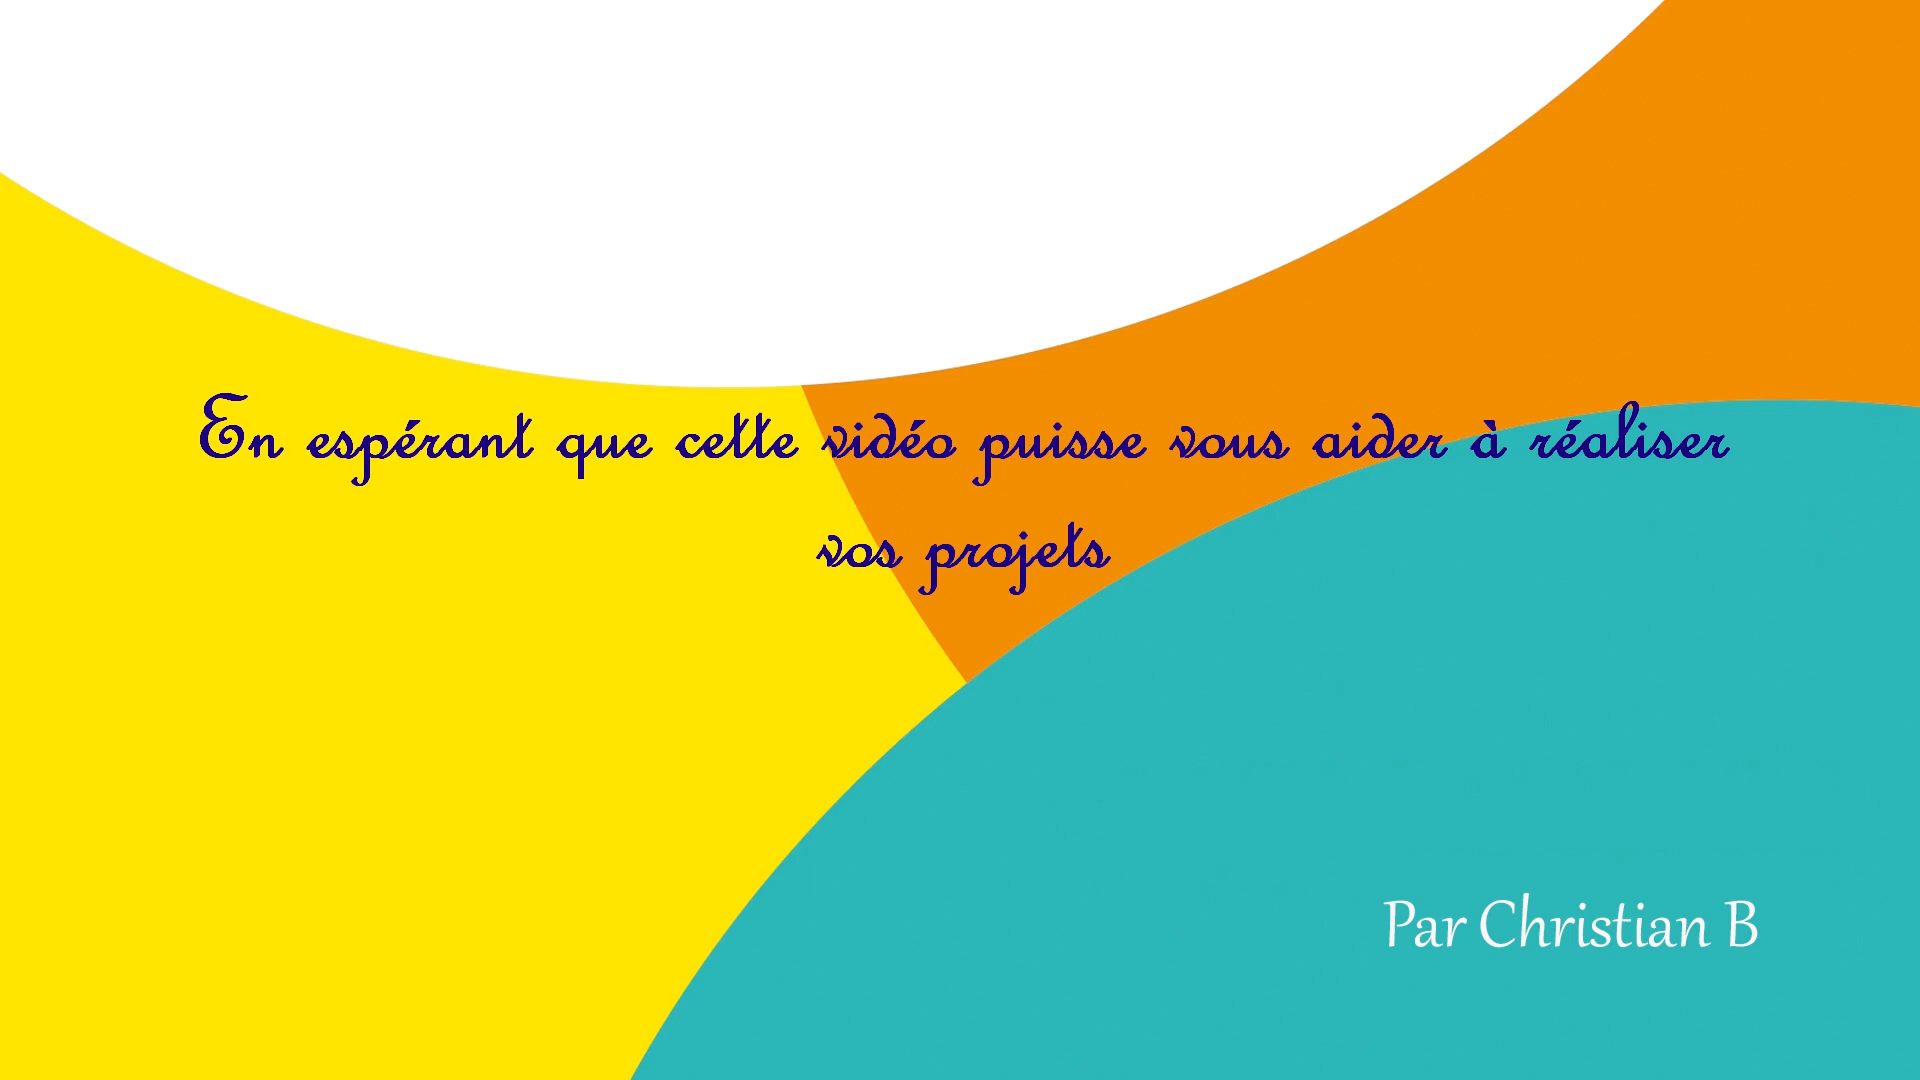 En espérant que cette vidéo puisse vous aider à réaliser
vos projets
Par Christian B